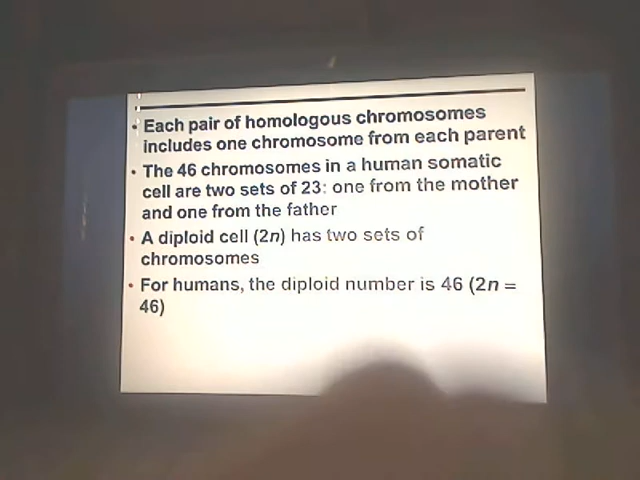 • Each pair of homologous chromosomes
includes one chromosome from each parent
• The 46 chromosomes in a human somatic
cell are two sets of 23: one from the mother
and one from the father
• A diploid cell (2n) has two sets of
chromosomes
• For humans, the diploid number is 46 (2n =
46)